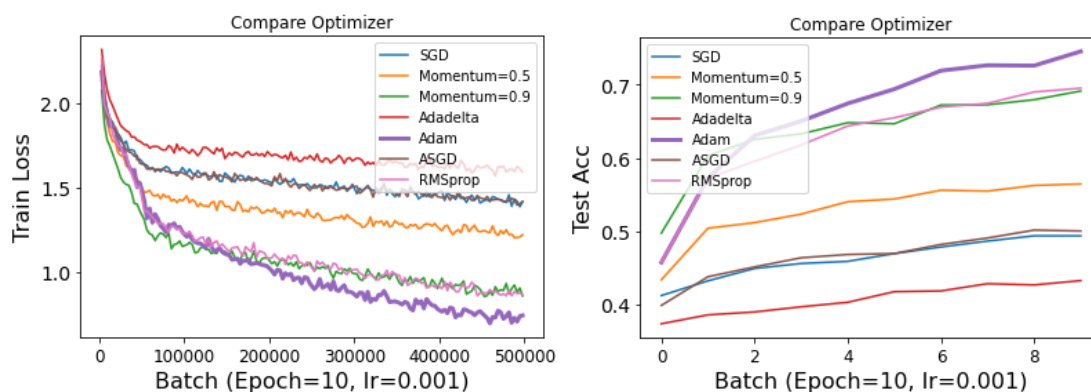 Compare Optimizer
Train Loss
2.0
1.5
1.0
SGD
Momentum=0.5
Momentum=0.9
Adadelta
Adam
ASGD
RMSprop
0 100000 200000 300000 400000 500000
Batch (Epoch=10, lr=0.001)
Compare Optimizer
Test Acc
0.7
0.6
0.5
0.4
SGD
Momentum=0.5
Momentum=0.9
Adadelta
Adam
ASGD
RMSprop
0 2 4 6 8
Batch (Epoch=10, lr=0.001)